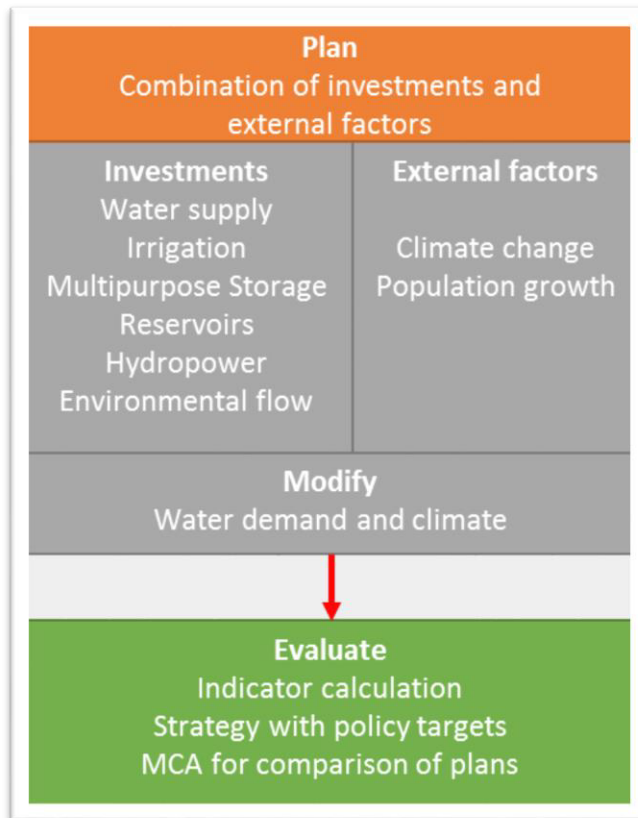 Plan
Combination of investments and
external factors
Investments
Water supply
Irrigation
Multipurpose Storage
Reservoirs
Hydropower
Environmental flow
External factors
Climate change
Population growth
Modify
Water demand and climate
Evaluate
Indicator calculation
Strategy with policy targets
MCA for comparison of plans